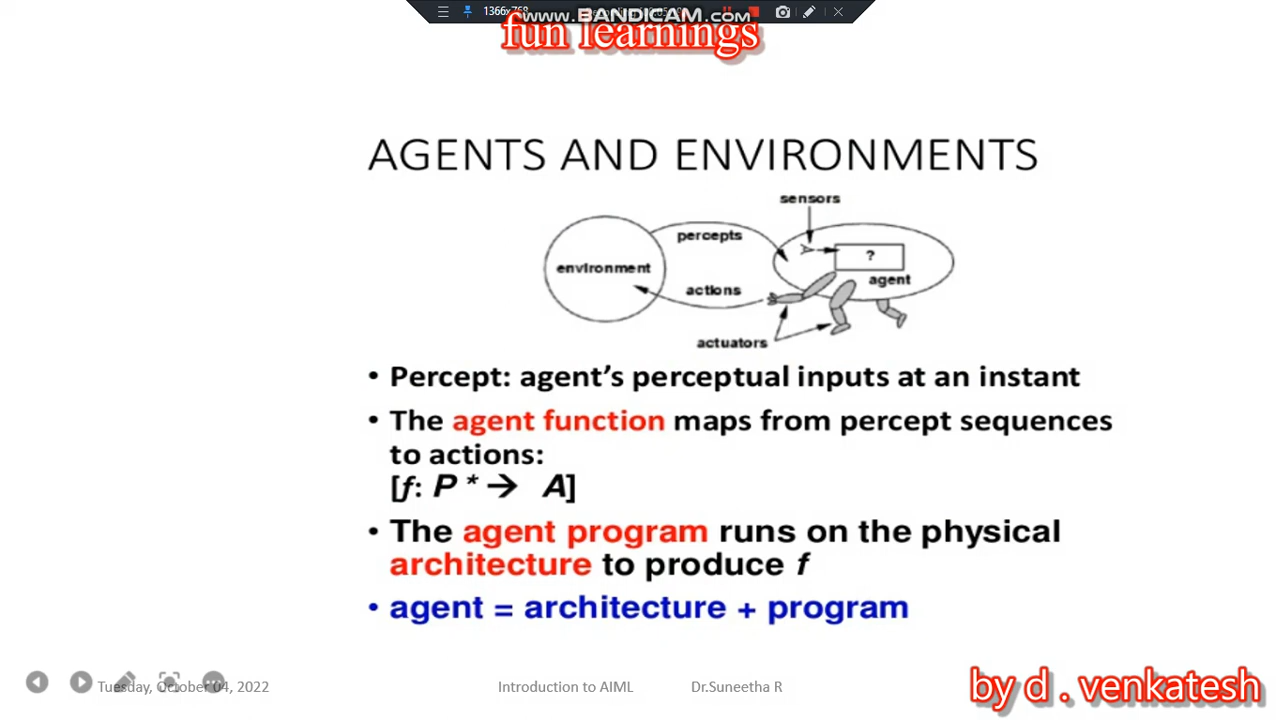 1366x768
www.BANDICAM.com
fun learnings
AGENTS AND ENVIRONMENTS
sensors
percepts
?
environment
agent
actions
actuators
• Percept: agent's perceptual inputs at an instant
• The agent function maps from percept sequences
to actions:
[f: P * → A]
• The agent program runs on the physical
architecture to produce f
• agent = architecture + program
Tuesday, October 04, 2022
Introduction to AIML
Dr.Suneetha R
by d . venkatesh